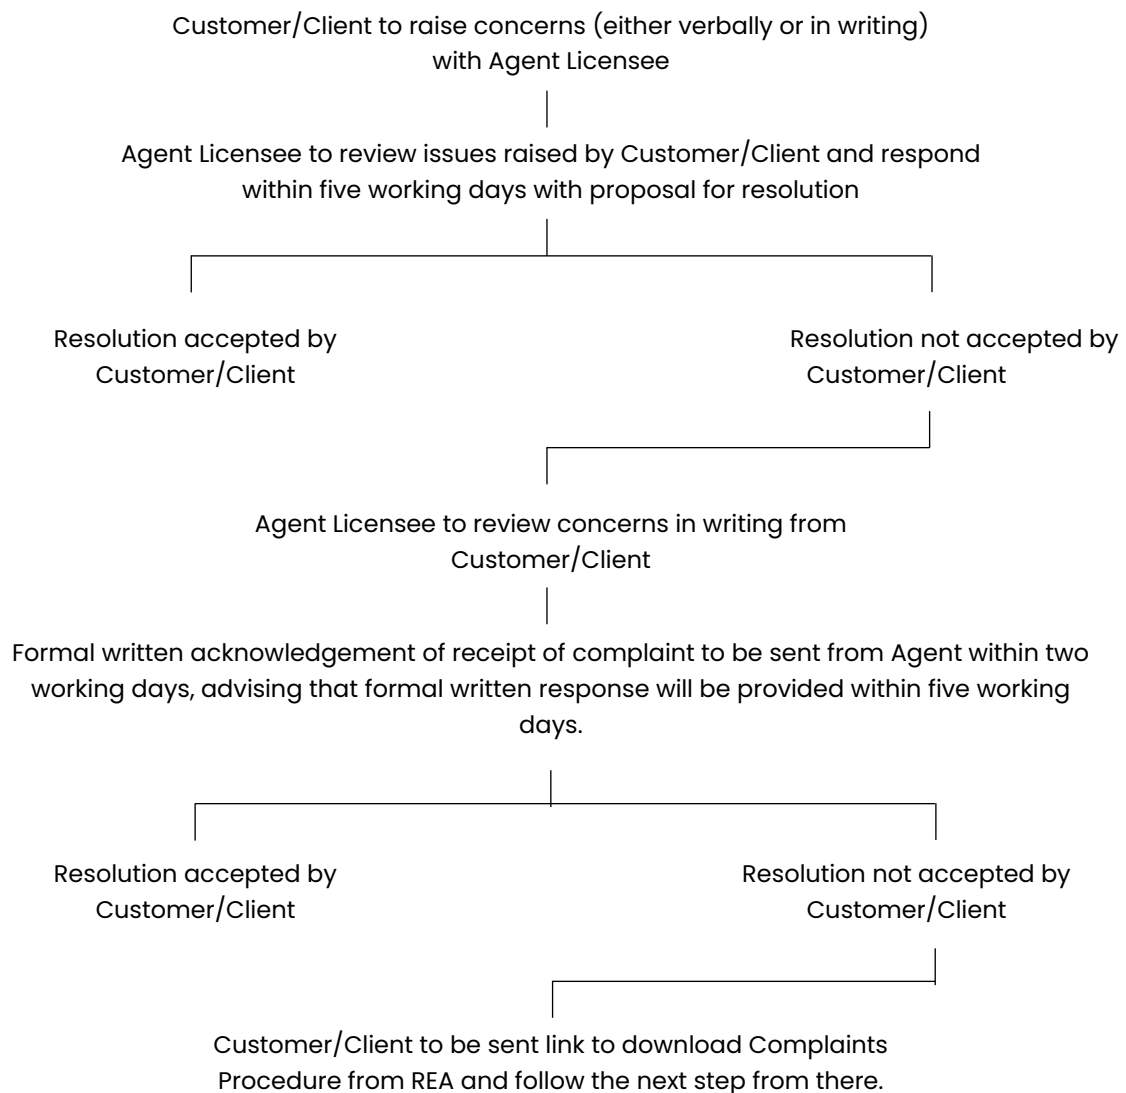 Customer/Client to raise concerns (either verbally or in writing)
with Agent Licensee
Agent Licensee to review issues raised by Customer/Client and respond
within five working days with proposal for resolution
Resolution accepted by
Customer/Client
Resolution not accepted by
Customer/Client
Agent Licensee to review concerns in writing from
Customer/Client
Formal written acknowledgement of receipt of complaint to be sent from Agent within two
working days, advising that formal written response will be provided within five working
days.
Resolution accepted by
Customer/Client
Resolution not accepted by
Customer/Client
Customer/Client to be sent link to download Complaints
Procedure from REA and follow the next step from there.